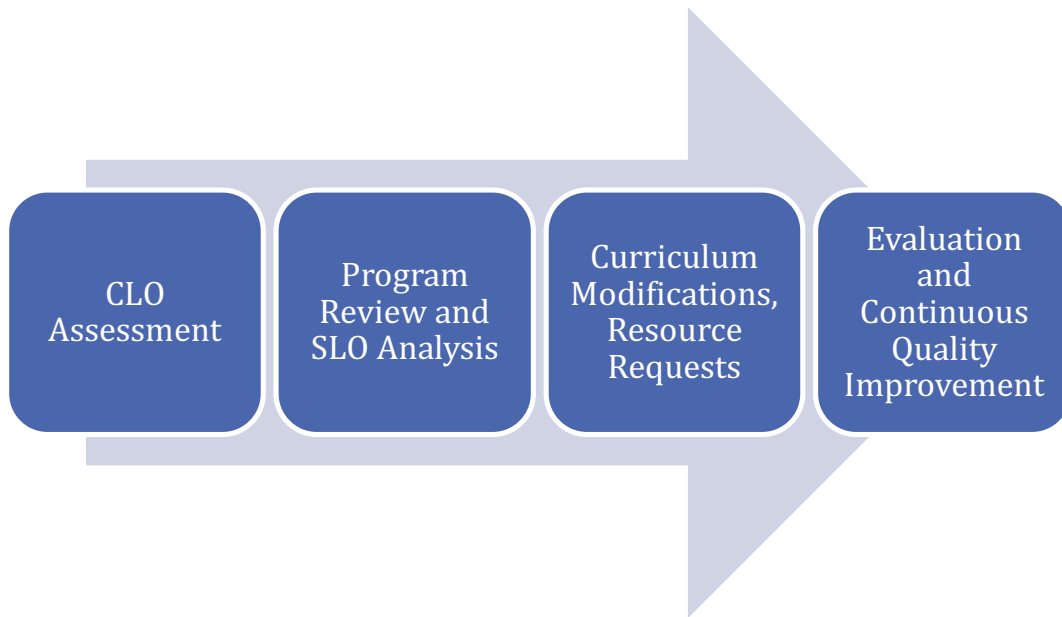 CLO
Assessment
Program
Review and
SLO Analysis
Curriculum
Modifications,
Resource
Requests
Evaluation
and
Continuous
Quality
Improvement